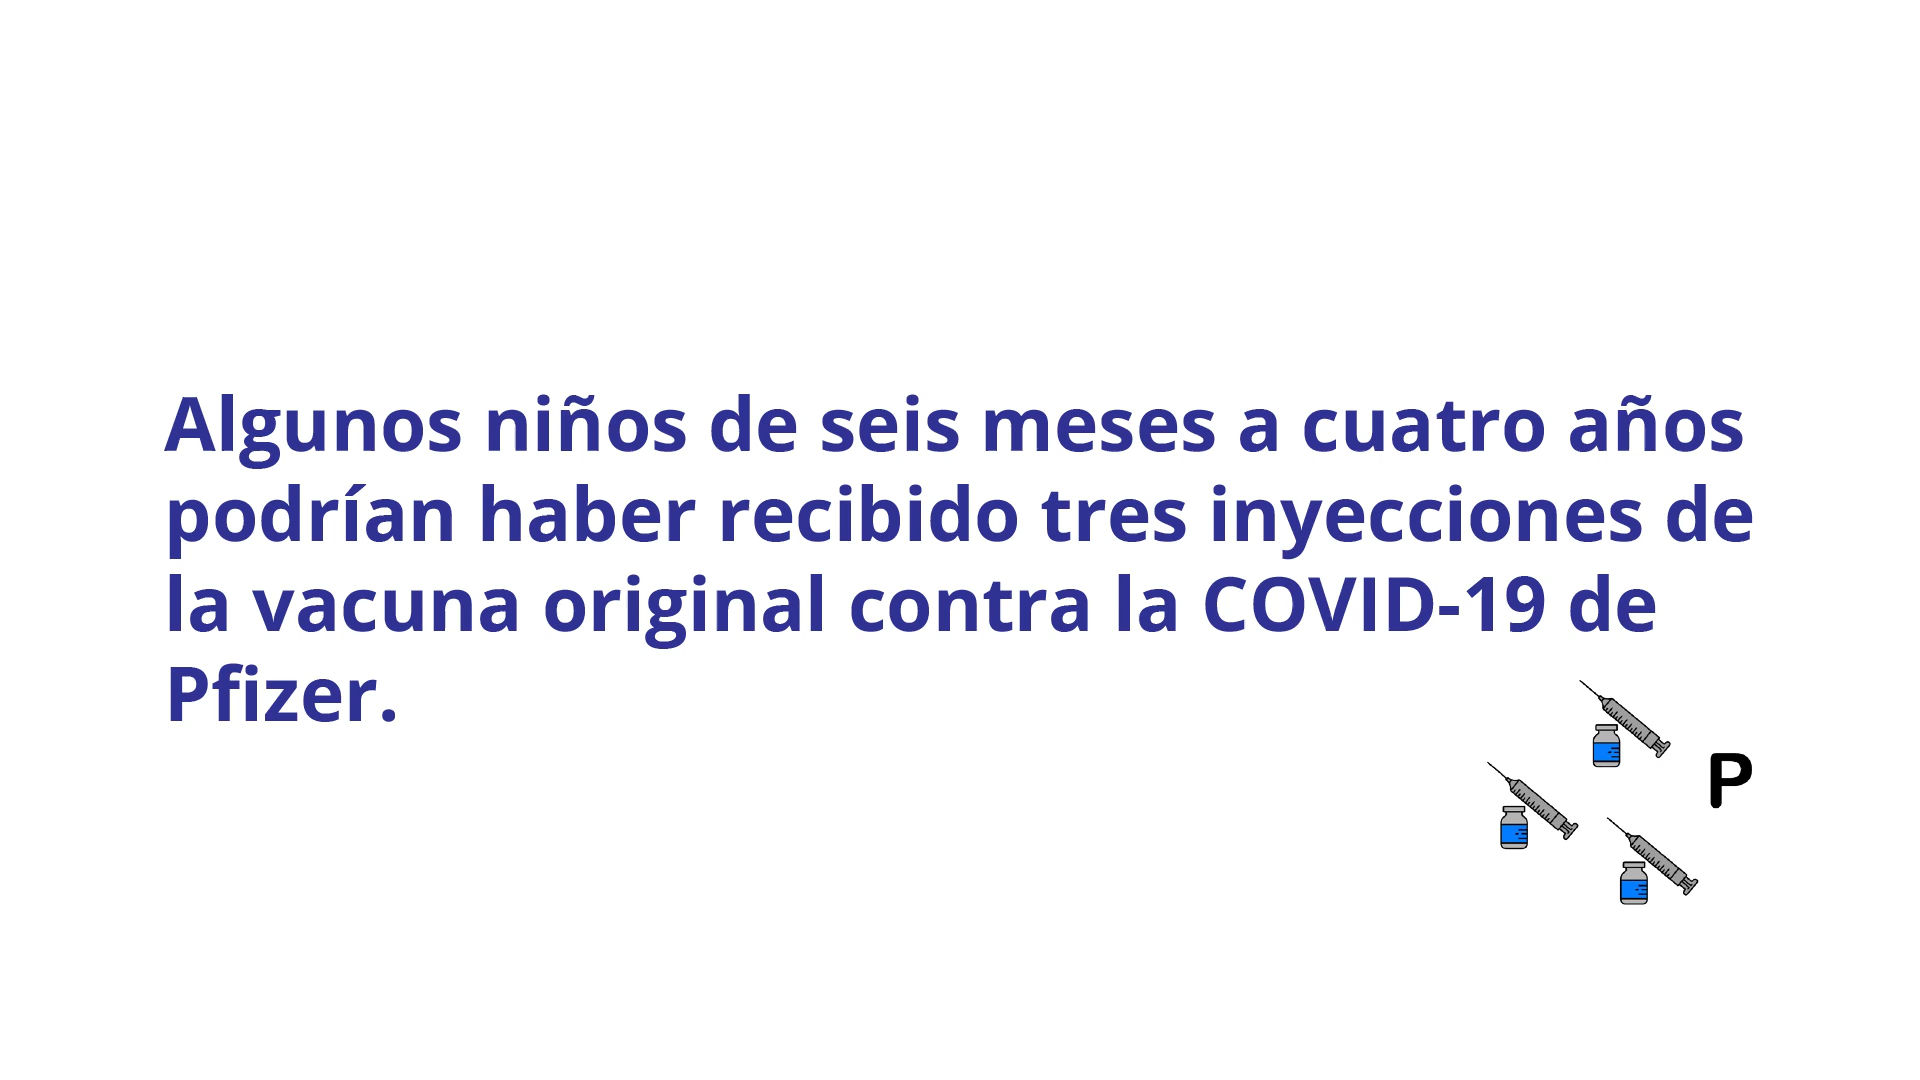 Algunos niños de seis meses a cuatro años
podrían haber recibido tres inyecciones de
la vacuna original contra la COVID-19 de
Pfizer.
P